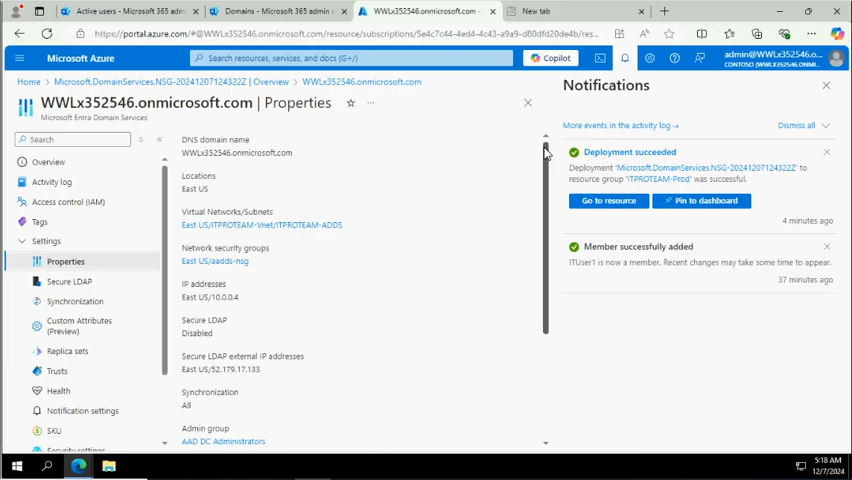 Active users - Microsoft 365 adm
Domains - Microsoft 365 admin c
WWLx352546.onmicrosoft.com -
New tab
https://portal.azure.com/#@WWLx352546.onmicrosoft.com/resource/subscriptions/5e4c7c44-4ed4-4c43-a9a9-d80dfd20de4b/res...
Microsoft Azure
Search resources, services, and docs (G+/)
Copilot
admin@WWLx352546.on...
CONTOSO (WWLX352546.ONMIC...
Home > Microsoft.DomainServices.NSG-20241207124322Z | Overview > WWLx352546.onmicrosoft.com
WWLx352546.onmicrosoft.com | Properties
Microsoft Entra Domain Services
Search
Overview
Activity log
Access control (IAM)
Tags
Settings
Properties
Secure LDAP
Synchronization
Custom Attributes
(Preview)
Replica sets
Trusts
Health
Notification settings
SKU
Security settings
DNS domain name
WWLx352546.onmicrosoft.com
Locations
East US
Virtual Networks/Subnets
East US/ITPROTEAM-Vnet/ITPROTEAM-ADDS
Network security groups
East US/aadds-nsg
IP addresses
East US/10.0.0.4
Secure LDAP
Disabled
Secure LDAP external IP addresses
East US/52.179.17.133
Synchronization
All
Admin group
AAD DC Administrators
Notifications
More events in the activity log →
Dismiss all
Deployment succeeded
Deployment 'Microsoft.DomainServices.NSG-20241207124322Z' to
resource group 'ITPROTEAM-Prod' was successful.
Go to resource
Pin to dashboard
4 minutes ago
Member successfully added
ITUser1 is now a member. Recent changes may take some time to appear.
37 minutes ago
5:18 AM
12/7/2024